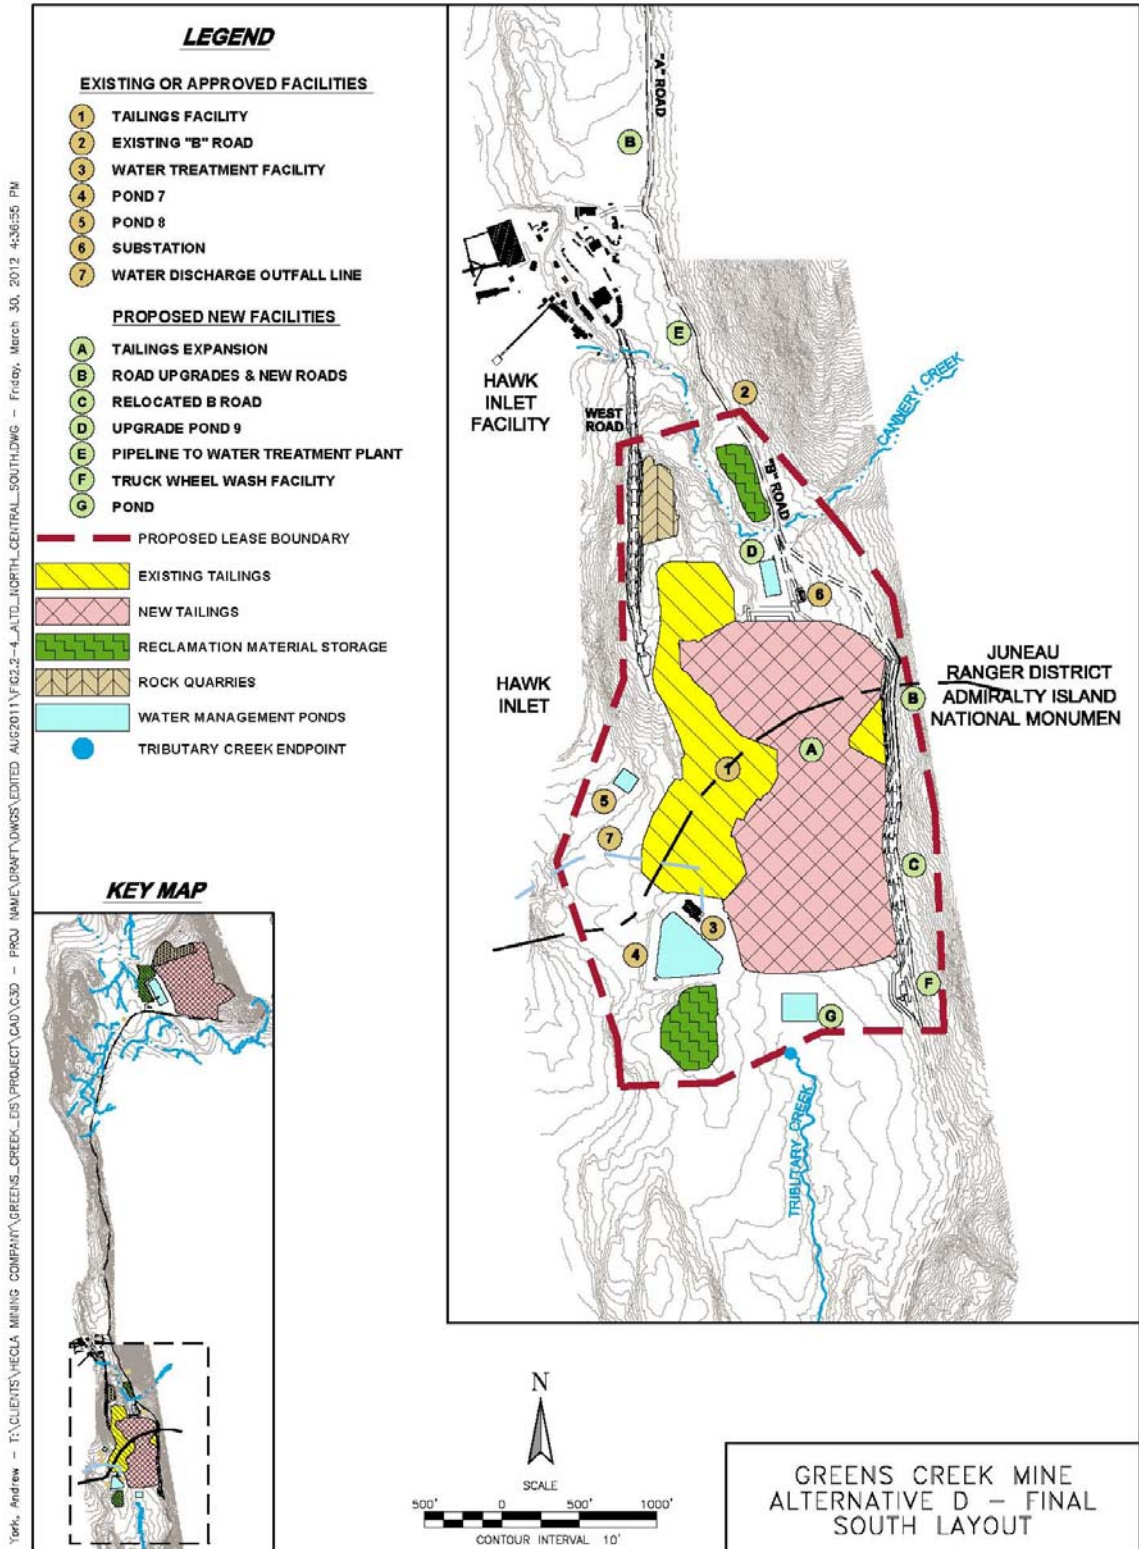 LEGEND
EXISTING OR APPROVED FACILITIES
1 TAILINGS FACILITY
2 EXISTING "B" ROAD
3 WATER TREATMENT FACILITY
4 POND 7
5 POND 8
6 SUBSTATION
7 WATER DISCHARGE OUTFALL LINE
PROPOSED NEW FACILITIES
A TAILINGS EXPANSION
B ROAD UPGRADES & NEW ROADS
C RELOCATED B ROAD
D UPGRADE POND 9
E PIPELINE TO WATER TREATMENT PLANT
F TRUCK WHEEL WASH FACILITY
G POND
PROPOSED LEASE BOUNDARY
EXISTING TAILINGS
NEW TAILINGS
RECLAMATION MATERIAL STORAGE
ROCK QUARRIES
WATER MANAGEMENT PONDS
TRIBUTARY CREEK ENDPOINT
KEY MAP
York, Andrew - T:\CLIENTS\HECLA MINING COMPANY\GREENS_CREEK_EIS\PROJECT\CAD\C3D - PROJ NAME\DRAFT\DWGS\EDITED AUG2011\FIG2.2-4_ALTD_NORTH_CENTRAL_SOUTH.DWG - Friday, March 30, 2012 4:36:55 PM
"A" ROAD
B
E
HAWK
INLET
FACILITY
WEST
ROAD
2
CANNERY CREEK
"B" ROAD
D
6
JUNEAU
RANGER DISTRICT
B
ADMIRALTY ISLAND
NATIONAL MONUMEN
HAWK
INLET
A
1
5
7
C
3
4
F
G
TRIBUTARY CREEK
N
SCALE
500' 0 500' 1000'
CONTOUR INTERVAL 10'
GREENS CREEK MINE
ALTERNATIVE D - FINAL
SOUTH LAYOUT